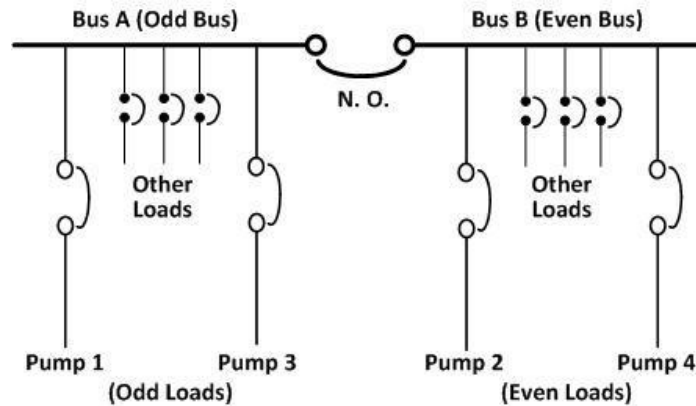 Bus A (Odd Bus)
Bus B (Even Bus)
N. O.
Other
Loads
Other
Loads
Pump 1
Pump 3
Pump 2
Pump 4
(Odd Loads)
(Even Loads)